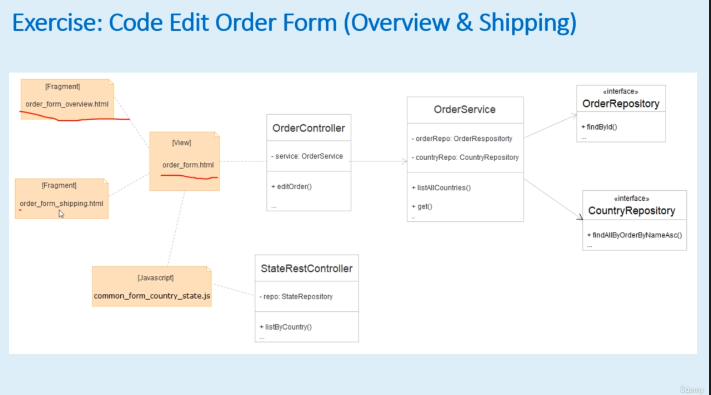 Exercise: Code Edit Order Form (Overview & Shipping)
[Fragment]
order_form_overview.html
[View]
order_form.html
[Fragment]
order_form_shipping.html
[Javascript]
common_form_country_state.js
OrderController
- service: OrderService
+ editOrder()
...
StateRestController
- repo: StateRepository
+ listByCountry()
...
OrderService
- orderRepo: OrderRespositorty
- countryRepo: CountryRepository
+ listAllCountries()
+ get()
..
«interface»
OrderRepository
+ findById()
...
«interface»
CountryRepository
+ findAllByOrderByNameAsc()
...
Udemy